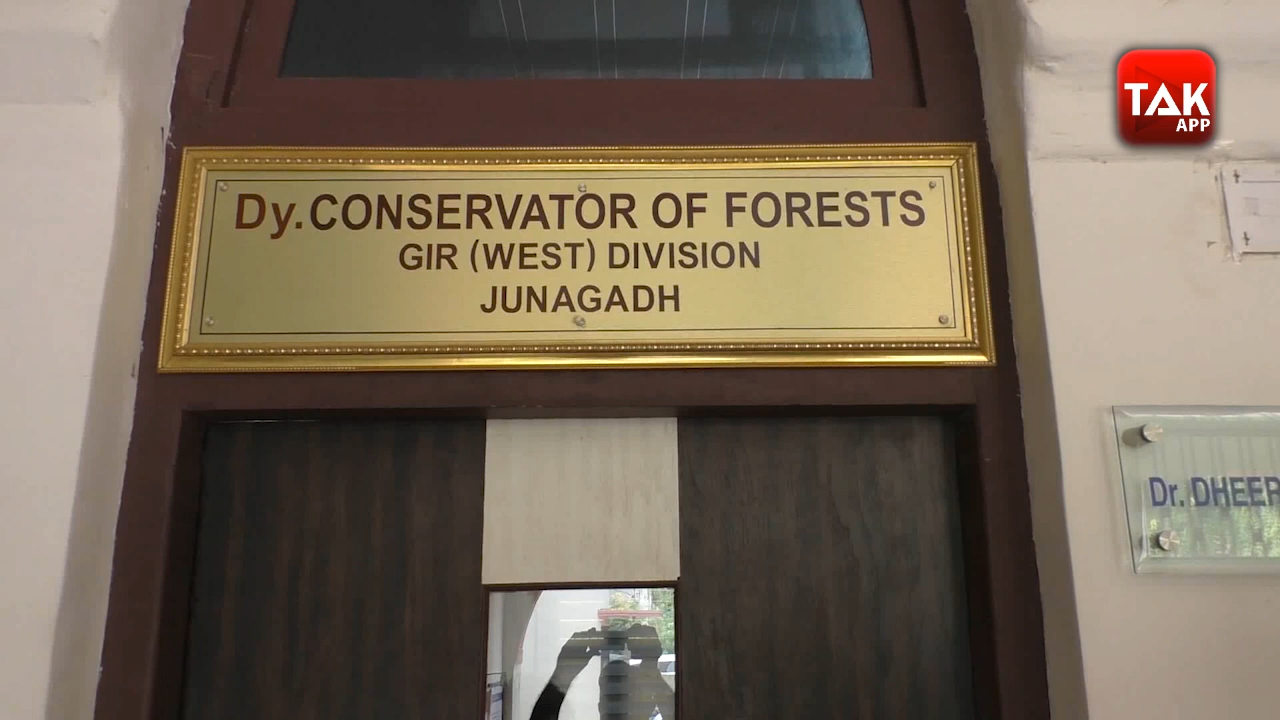 TAK
APP
Dy.CONSERVATOR OF FORESTS
GIR (WEST) DIVISION
JUNAGADH
Dr. DHEER